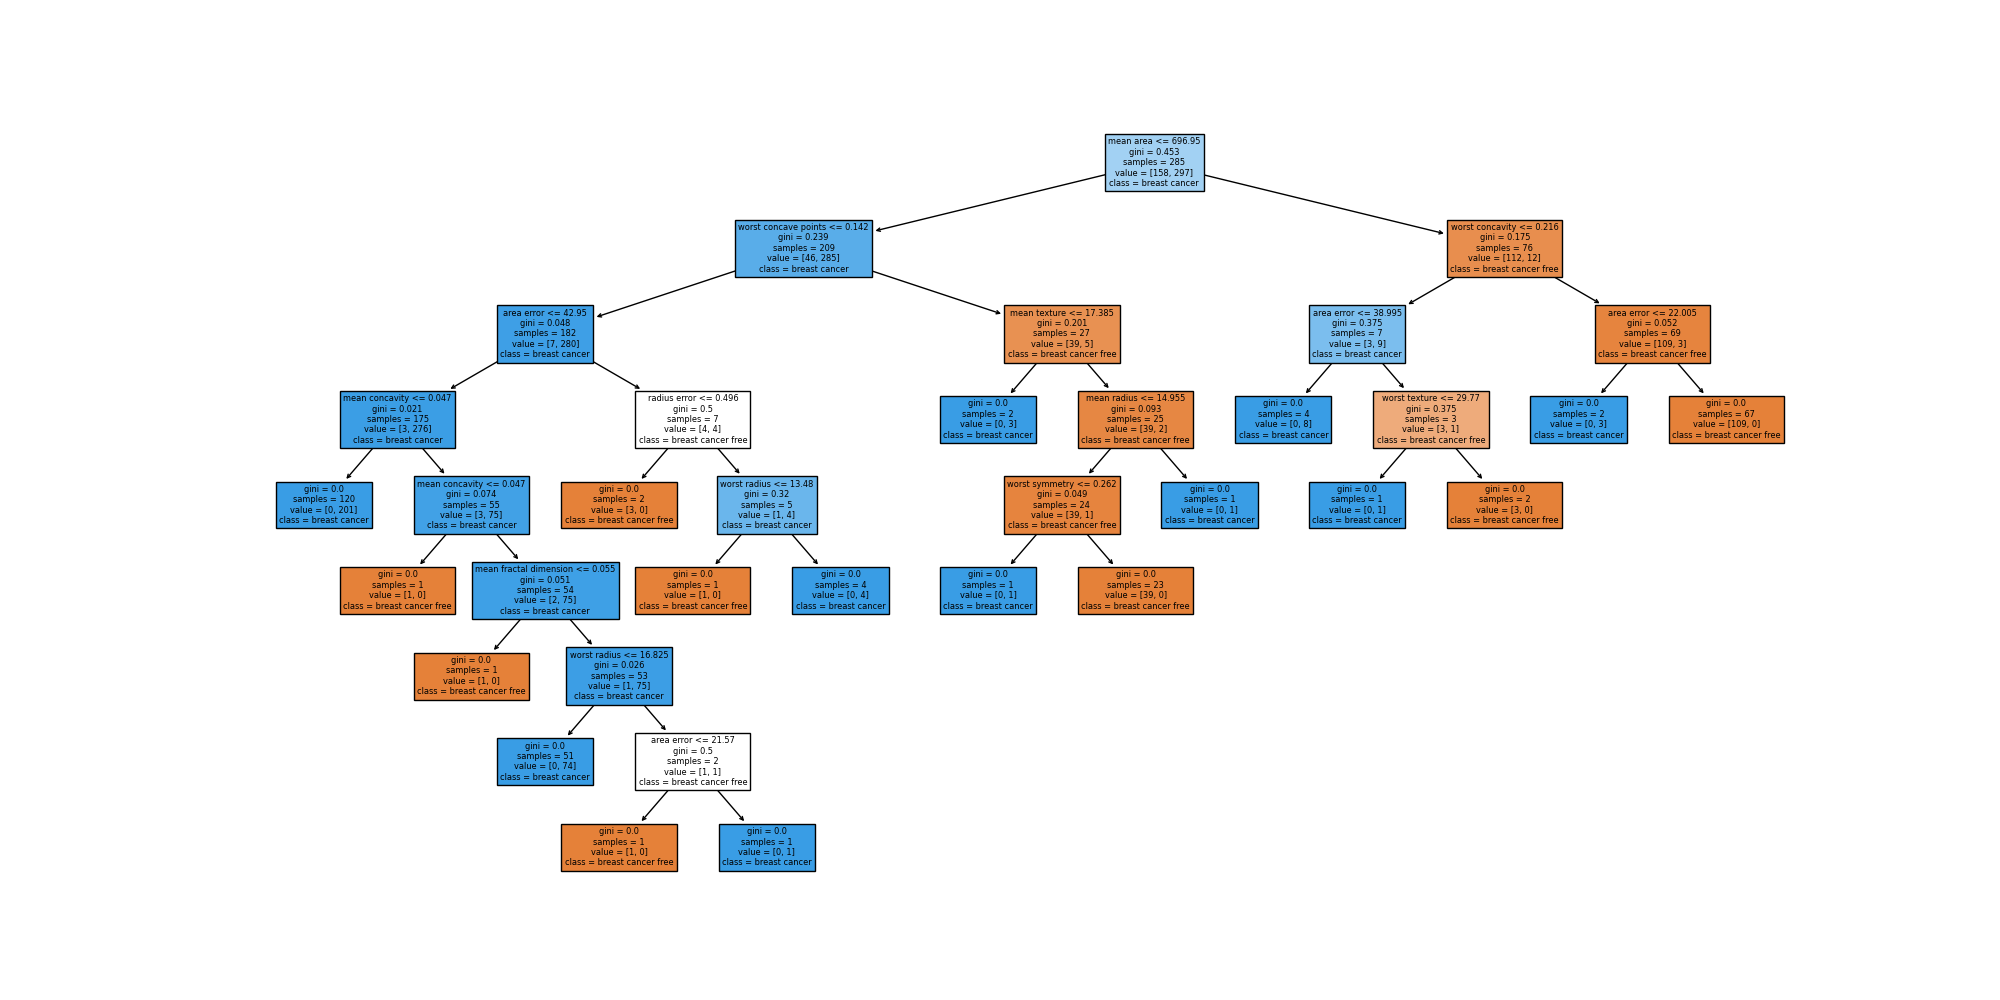 mean area <= 696.95
gini = 0.453
samples = 285
value = [158, 297]
class = breast cancer
worst concave points <= 0.142
gini = 0.239
samples = 209
value = [46, 285]
class = breast cancer
worst concavity <= 0.216
gini = 0.175
samples = 76
value = [112, 12]
class = breast cancer free
area error <= 42.95
gini = 0.048
samples = 182
value = [7, 280]
class = breast cancer
mean texture <= 17.385
gini = 0.201
samples = 27
value = [39, 5]
class = breast cancer free
area error <= 38.995
gini = 0.375
samples = 7
value = [3, 9]
class = breast cancer
area error <= 22.005
gini = 0.052
samples = 69
value = [109, 3]
class = breast cancer free
mean concavity <= 0.047
gini = 0.021
samples = 175
value = [3, 276]
class = breast cancer
radius error <= 0.496
gini = 0.5
samples = 7
value = [4, 4]
class = breast cancer free
gini = 0.0
samples = 2
value = [0, 3]
class = breast cancer
mean radius <= 14.955
gini = 0.093
samples = 25
value = [39, 2]
class = breast cancer free
gini = 0.0
samples = 4
value = [0, 8]
class = breast cancer
worst texture <= 29.77
gini = 0.375
samples = 3
value = [3, 1]
class = breast cancer free
gini = 0.0
samples = 2
value = [0, 3]
class = breast cancer
gini = 0.0
samples = 67
value = [109, 0]
class = breast cancer free
gini = 0.0
samples = 120
value = [0, 201]
class = breast cancer
mean concavity <= 0.047
gini = 0.074
samples = 55
value = [3, 75]
class = breast cancer
gini = 0.0
samples = 2
value = [3, 0]
class = breast cancer free
worst radius <= 13.48
gini = 0.32
samples = 5
value = [1, 4]
class = breast cancer
worst symmetry <= 0.262
gini = 0.049
samples = 24
value = [39, 1]
class = breast cancer free
gini = 0.0
samples = 1
value = [0, 1]
class = breast cancer
gini = 0.0
samples = 1
value = [0, 1]
class = breast cancer
gini = 0.0
samples = 2
value = [3, 0]
class = breast cancer free
gini = 0.0
samples = 1
value = [1, 0]
class = breast cancer free
mean fractal dimension <= 0.055
gini = 0.051
samples = 54
value = [2, 75]
class = breast cancer
gini = 0.0
samples = 1
value = [1, 0]
class = breast cancer free
gini = 0.0
samples = 4
value = [0, 4]
class = breast cancer
gini = 0.0
samples = 1
value = [0, 1]
class = breast cancer
gini = 0.0
samples = 23
value = [39, 0]
class = breast cancer free
gini = 0.0
samples = 1
value = [1, 0]
class = breast cancer free
worst radius <= 16.825
gini = 0.026
samples = 53
value = [1, 75]
class = breast cancer
gini = 0.0
samples = 51
value = [0, 74]
class = breast cancer
area error <= 21.57
gini = 0.5
samples = 2
value = [1, 1]
class = breast cancer free
gini = 0.0
samples = 1
value = [1, 0]
class = breast cancer free
gini = 0.0
samples = 1
value = [0, 1]
class = breast cancer